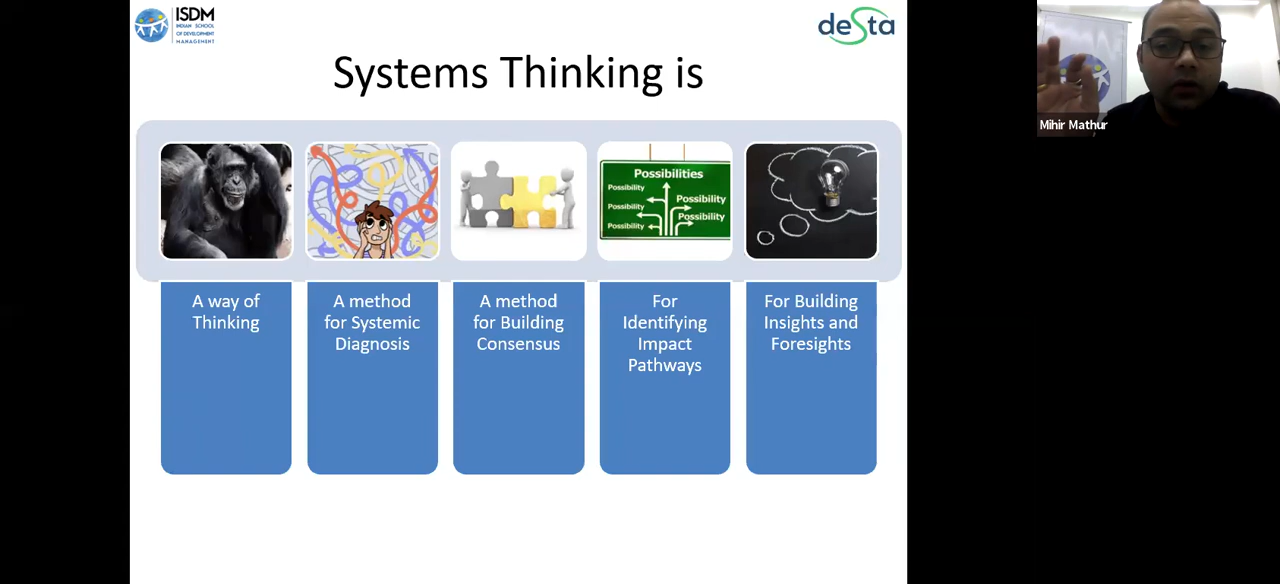 ISDM
INDIAN SCHOOL
OF DEVELOPMENT
MANAGEMENT
desta
Systems Thinking is
Mihir Mathur
Possibilities
Possibility
Possibility
Possibility
Possibility
Possibility
A way of
Thinking
A method
for Systemic
Diagnosis
A method
for Building
Consensus
For
Identifying
Impact
Pathways
For Building
Insights and
Foresights